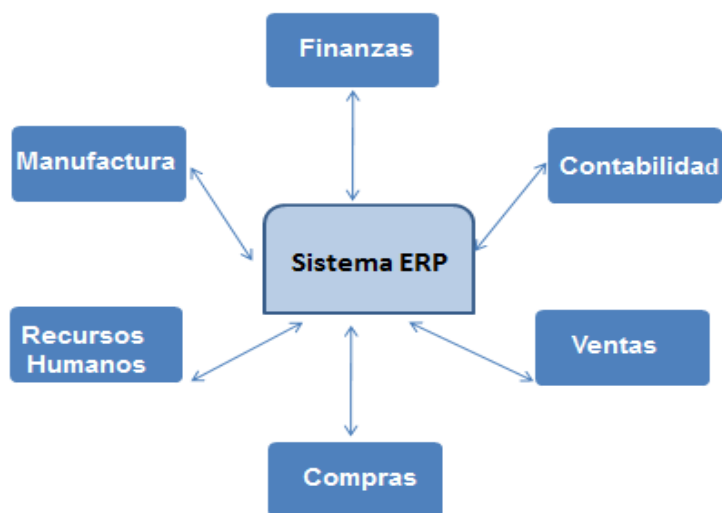 Finanzas
Manufactura
Contabilidad
Sistema ERP
Recursos
Humanos
Ventas
Compras